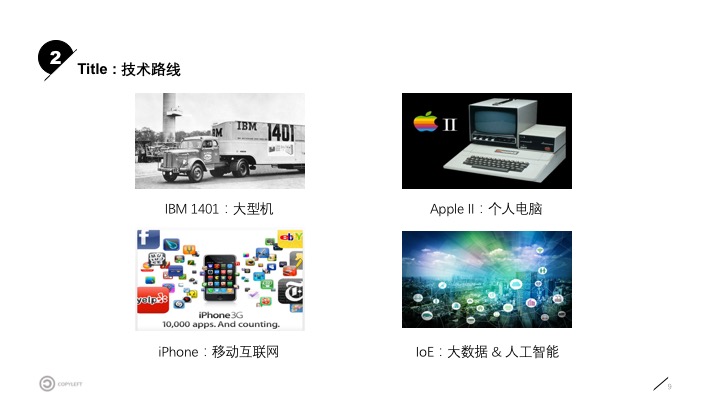 2
Title：技术路线
IBM 1401
IBM 1401：大型机
II
Apple II：个人电脑
f
ebY
yelp
iPhone 3G
10,000 apps. And counting.
iPhone：移动互联网
IoE：大数据 & 人工智能
COPYLEFT
9